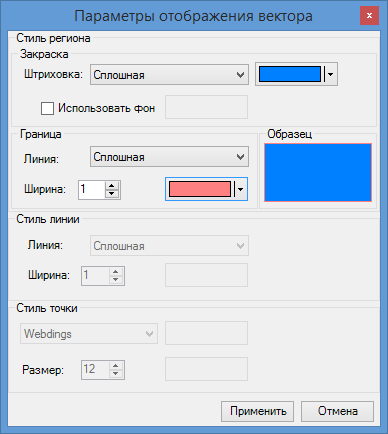 Параметры отображения вектора
x
Стиль региона
Закраска
Штриховка: Сплошная
Использовать фон
Граница
Образец
Линия: Сплошная
Ширина: 1
Стиль линии
Линия: Сплошная
Ширина: 1
Стиль точки
Webdings
Размер: 12
Применить Отмена